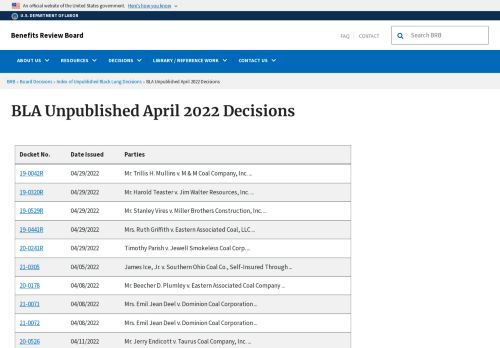 An official website of the United States government. Here's how you know
U.S. DEPARTMENT OF LABOR
Benefits Review Board
FAQ CONTACT
Search BRB
ABOUT US RESOURCES DECISIONS LIBRARY / REFERENCE WORK CONTACT US
BRB › Board Decisions › Index of Unpublished Black Lung Decisions › BLA Unpublished April 2022 Decisions
BLA Unpublished April 2022 Decisions
Docket No. Date Issued Parties
19-0042R 04/29/2022 Mr. Trillis H. Mullins v. M & M Coal Company, Inc. ...
19-0320R 04/29/2022 Mr. Harold Teaster v. Jim Walter Resources, Inc. ...
19-0529R 04/29/2022 Mr. Stanley Vires v. Miller Brothers Construction, Inc. ...
19-0441R 04/29/2022 Mrs. Ruth Griffith v. Eastern Associated Coal, LLC ...
20-0241R 04/29/2022 Timothy Parish v. Jewell Smokeless Coal Corp. ...
21-0305 04/05/2022 James Ice, Jr. v. Southern Ohio Coal Co., Self-Insured Through ...
20-0178 04/08/2022 Mr. Beecher D. Plumley v. Eastern Associated Coal Company ...
21-0071 04/08/2022 Mrs. Emil Jean Deel v. Dominion Coal Corporation ...
21-0072 04/08/2022 Mrs. Emil Jean Deel v. Dominion Coal Corporation ...
20-0526 04/11/2022 Mr. Jerry Endicott v. Taurus Coal Company, Inc. ...